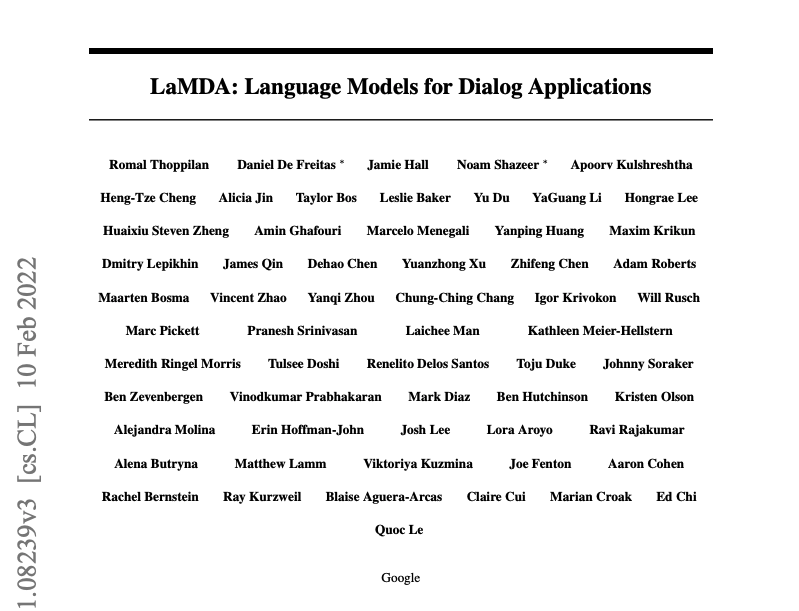 LaMDA: Language Models for Dialog Applications
Romal Thoppilan Daniel De Freitas * Jamie Hall Noam Shazeer * Apoorv Kulshreshtha
Heng-Tze Cheng Alicia Jin Taylor Bos Leslie Baker Yu Du YaGuang Li Hongrae Lee
Huaixiu Steven Zheng Amin Ghafouri Marcelo Menegali Yanping Huang Maxim Krikun
Dmitry Lepikhin James Qin Dehao Chen Yuanzhong Xu Zhifeng Chen Adam Roberts
Maarten Bosma Vincent Zhao Yanqi Zhou Chung-Ching Chang Igor Krivokon Will Rusch
Marc Pickett Pranesh Srinivasan Laichee Man Kathleen Meier-Hellstern
Meredith Ringel Morris Tulsee Doshi Renelito Delos Santos Toju Duke Johnny Soraker
Ben Zevenbergen Vinodkumar Prabhakaran Mark Diaz Ben Hutchinson Kristen Olson
Alejandra Molina Erin Hoffman-John Josh Lee Lora Aroyo Ravi Rajakumar
Alena Butryna Matthew Lamm Viktoriya Kuzmina Joe Fenton Aaron Cohen
Rachel Bernstein Ray Kurzweil Blaise Aguera-Arcas Claire Cui Marian Croak Ed Chi
Quoc Le
Google
1.08239v3 [cs.CL] 10 Feb 2022